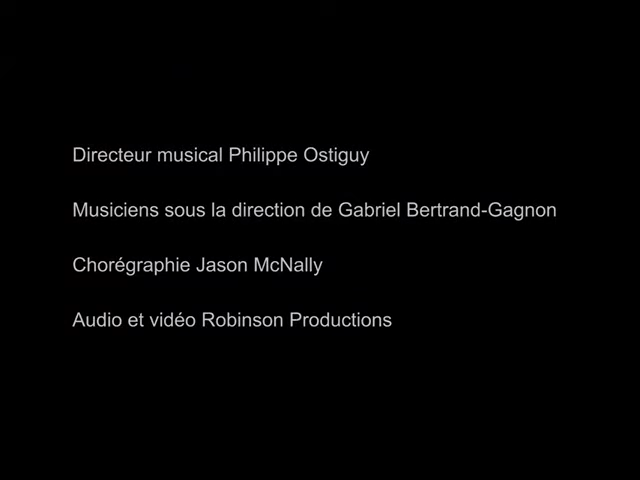 Directeur musical Philippe Ostiguy
Musiciens sous la direction de Gabriel Bertrand-Gagnon
Chorégraphie Jason McNally
Audio et vidéo Robinson Productions